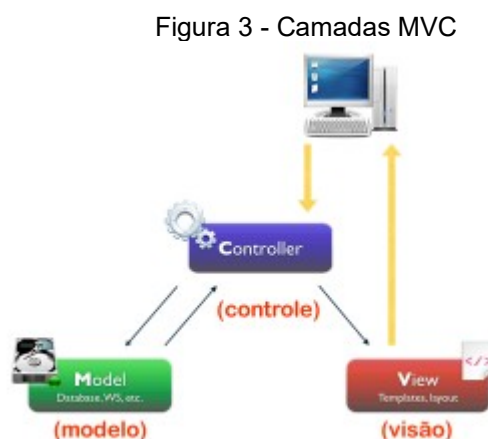 Figura 3 - Camadas MVC
Controller
(controle)
Model
Database, WS, etc.
(modelo)
</>
View
Templates, layout
(visão)